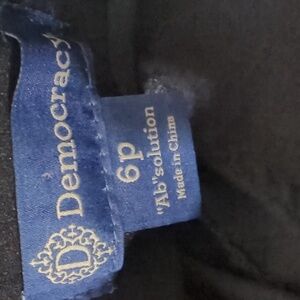 D Democracy
6p
"Ab"solution
Made in China